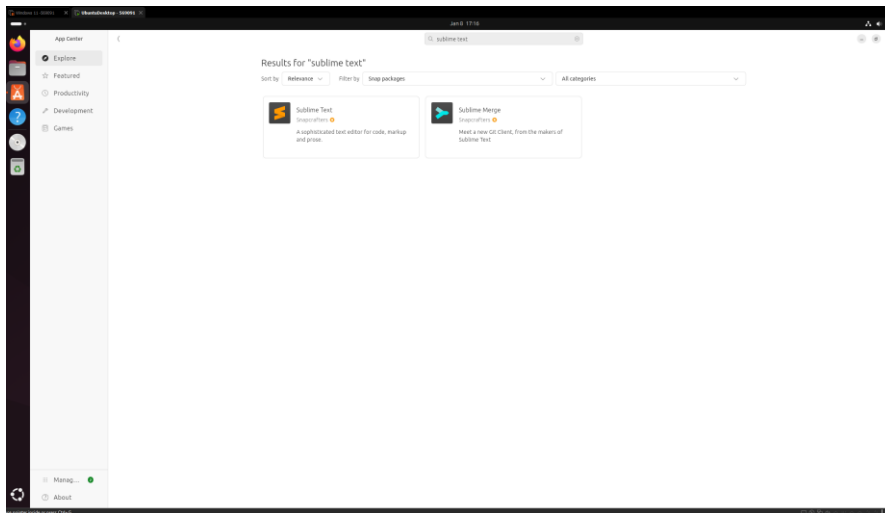 UbuntuDesktop - S60091
Jan 8 17:16
App Center
sublime text
Explore
Featured
Productivity
Development
Games
Results for "sublime text"
Sort by Relevance Filter by Snap packages All categories
Sublime Text
Snapcrafters
A sophisticated text editor for code, markup
and prose.
Sublime Merge
Snapcrafters
Meet a new Git Client, from the makers of
Sublime Text
Manag...
About